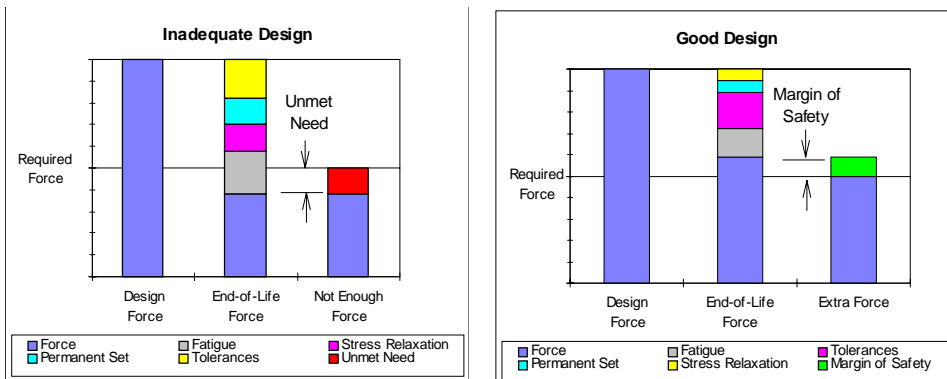 Inadequate Design
Unmet
Need
Required
Force
Design
Force
End-of-Life
Force
Not Enough
Force
Force
Fatigue
Stress Relaxation
Permanent Set
Tolerances
Unmet Need
Good Design
Margin of
Safety
Required
Force
Design
Force
End-of-Life
Force
Extra Force
Force
Fatigue
Tolerances
Permanent Set
Stress Relaxation
Margin of Safety